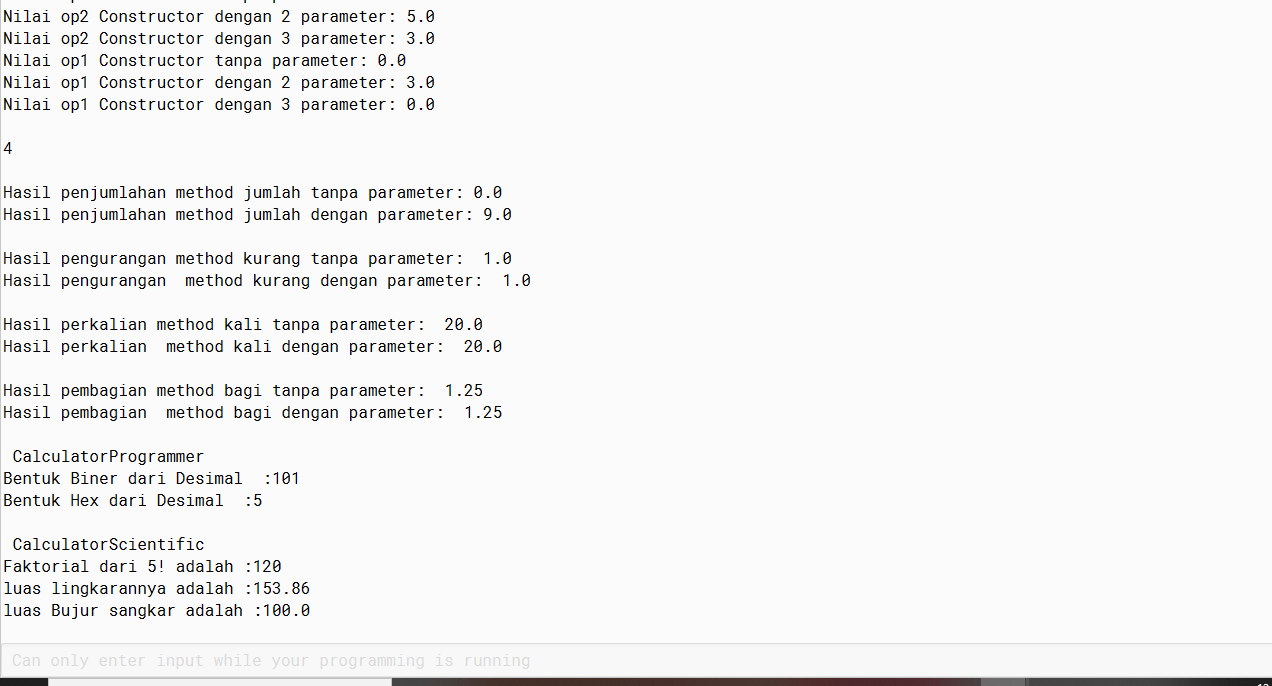 Nilai op2 Constructor dengan 2 parameter: 5.0
Nilai op2 Constructor dengan 3 parameter: 3.0
Nilai op1 Constructor tanpa parameter: 0.0
Nilai op1 Constructor dengan 2 parameter: 3.0
Nilai op1 Constructor dengan 3 parameter: 0.0
4
Hasil penjumlahan method jumlah tanpa parameter: 0.0
Hasil penjumlahan method jumlah dengan parameter: 9.0
Hasil pengurangan method kurang tanpa parameter:  1.0
Hasil pengurangan  method kurang dengan parameter:  1.0
Hasil perkalian method kali tanpa parameter:  20.0
Hasil perkalian  method kali dengan parameter:  20.0
Hasil pembagian method bagi tanpa parameter:  1.25
Hasil pembagian  method bagi dengan parameter:  1.25
CalculatorProgrammer
Bentuk Biner dari Desimal  :101
Bentuk Hex dari Desimal  :5
CalculatorScientific
Faktorial dari 5! adalah :120
luas lingkarannya adalah :153.86
luas Bujur sangkar adalah :100.0
Can only enter input while your programming is running